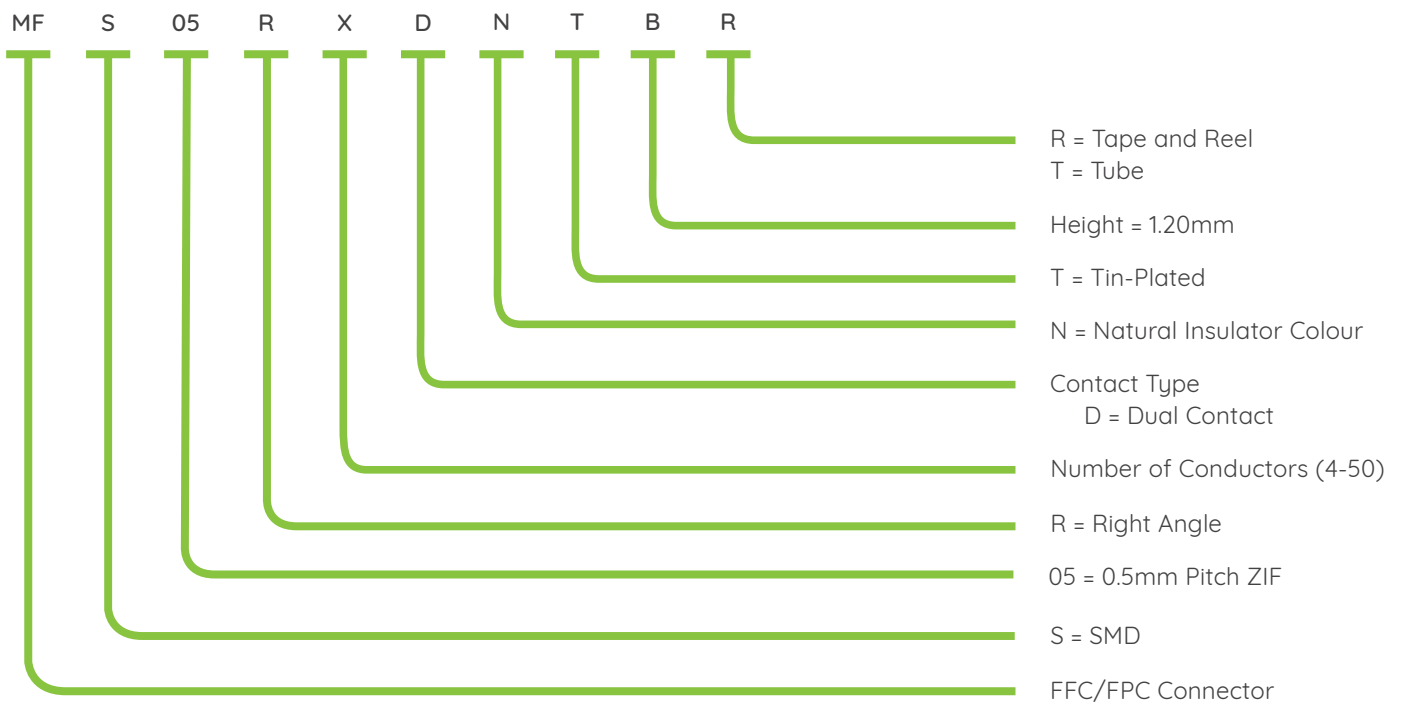 MF S 05 R X D N T B R
R = Tape and Reel
T = Tube
Height = 1.20mm
T = Tin-Plated
N = Natural Insulator Colour
Contact Type
D = Dual Contact
Number of Conductors (4-50)
R = Right Angle
05 = 0.5mm Pitch ZIF
S = SMD
FFC/FPC Connector